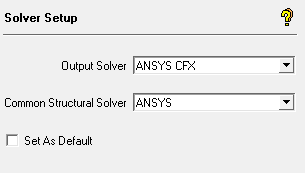 Solver Setup
Output Solver ANSYS CFX
Common Structural Solver ANSYS
Set As Default